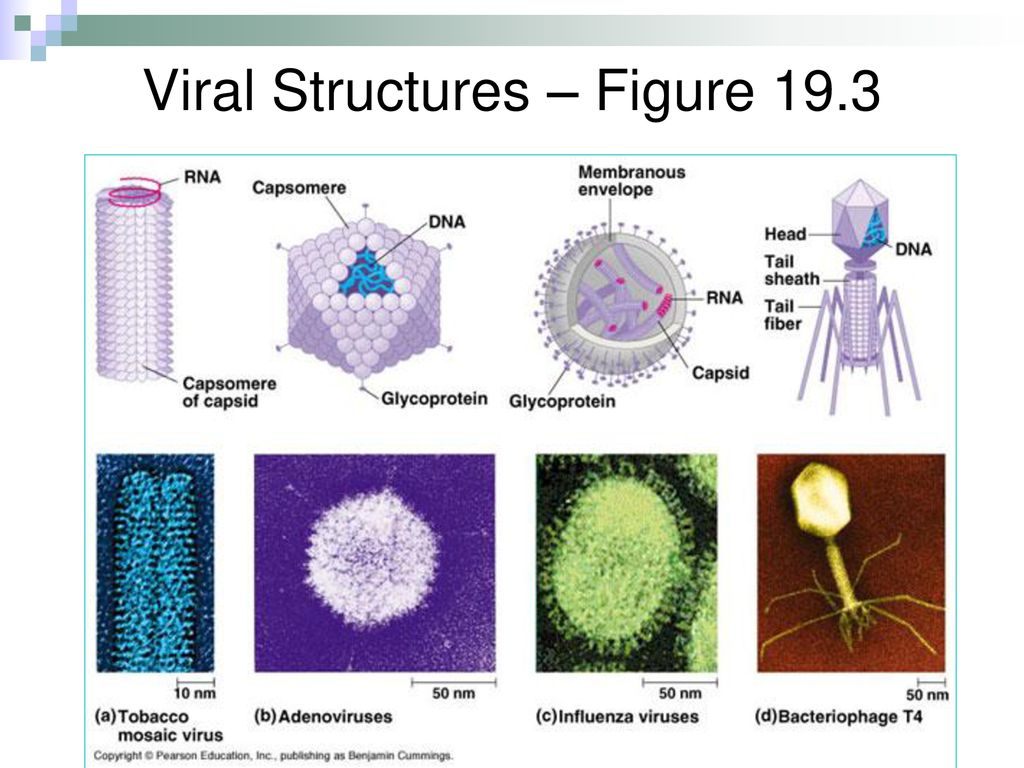 Viral Structures – Figure 19.3
RNA
Capsomere
of capsid
Capsomere
DNA
Glycoprotein
Membranous
envelope
RNA
Capsid
Glycoprotein
Head
DNA
Tail
sheath
Tail
fiber
10 nm
50 nm
50 nm
50 nm
(a) Tobacco
mosaic virus
(b) Adenoviruses
(c) Influenza viruses
(d) Bacteriophage T4
Copyright © Pearson Education, Inc., publishing as Benjamin Cummings.